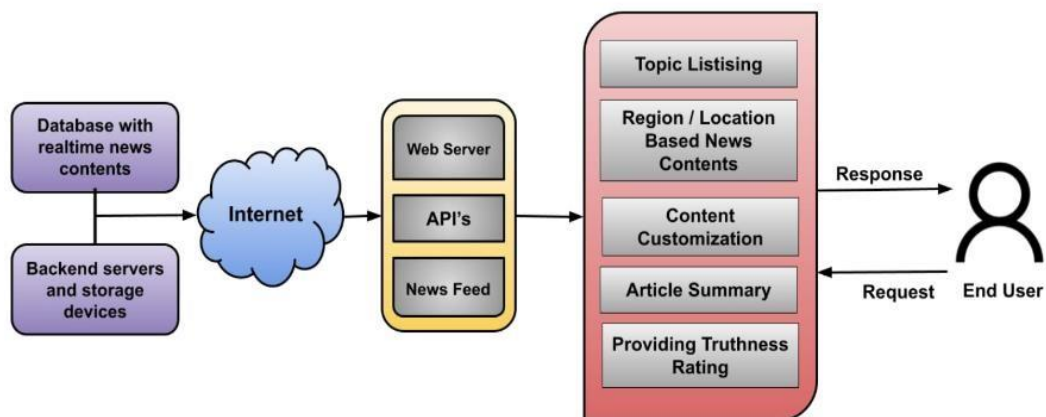 Database with
realtime news
contents
Backend servers
and storage
devices
Internet
Web Server
API's
News Feed
Topic Listising
Region / Location
Based News
Contents
Content
Customization
Article Summary
Providing Truthness
Rating
Response
Request
End User